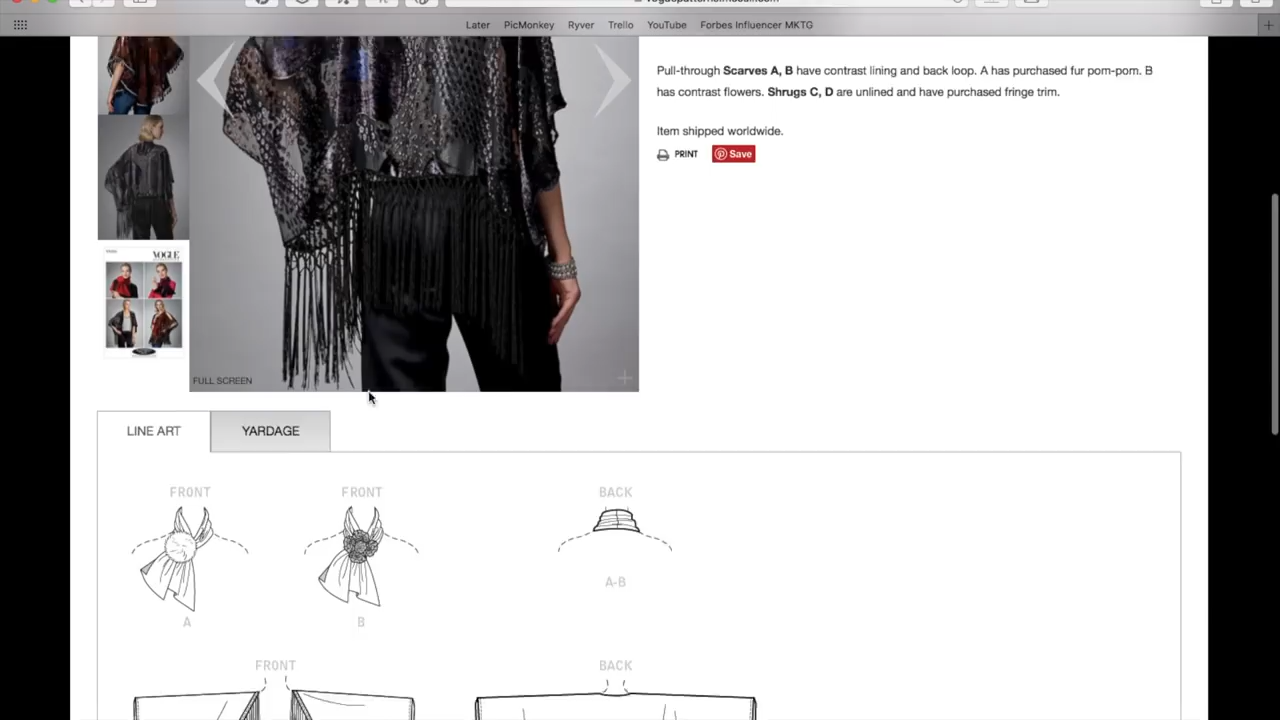 Later PicMonkey Ryver Trello YouTube Forbes Influencer MKTG
Pull-through Scarves A, B have contrast lining and back loop. A has purchased fur pom-pom. B
has contrast flowers. Shrugs C, D are unlined and have purchased fringe trim.
Item shipped worldwide.
PRINT Save
VOGUE
FULL SCREEN
LINE ART YARDAGE
FRONT FRONT BACK
A-B
A B
FRONT BACK